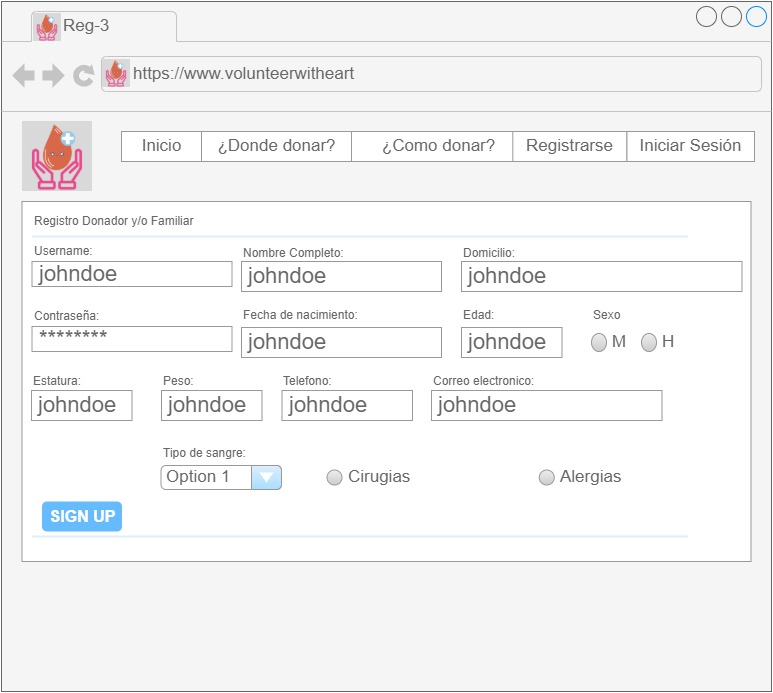 Reg-3
https://www.volunteerwitheart
Inicio ¿Donde donar? ¿Como donar? Registrarse Iniciar Sesión
Registro Donador y/o Familiar
Username: Nombre Completo: Domicilio:
johndoe johndoe johndoe
Contraseña: Fecha de nacimiento: Edad: Sexo
******** johndoe johndoe M H
Estatura: Peso: Telefono: Correo electronico:
johndoe johndoe johndoe johndoe
Tipo de sangre:
Option 1 Cirugias Alergias
SIGN UP